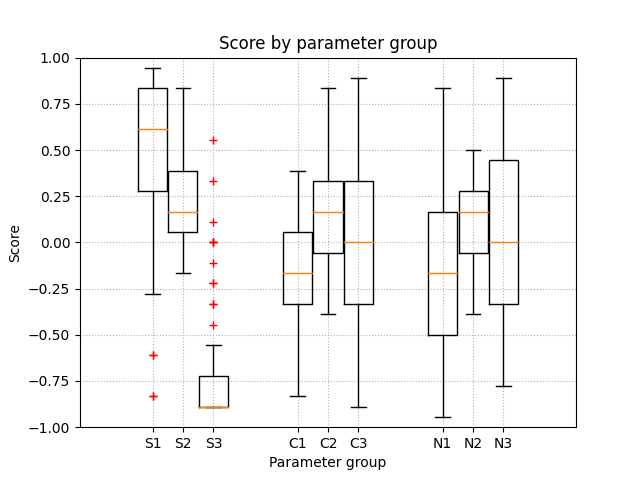 Score by parameter group
Score
1.00
0.75
0.50
0.25
0.00
−0.25
−0.50
−0.75
−1.00
S1 S2 S3 C1 C2 C3 N1 N2 N3
Parameter group